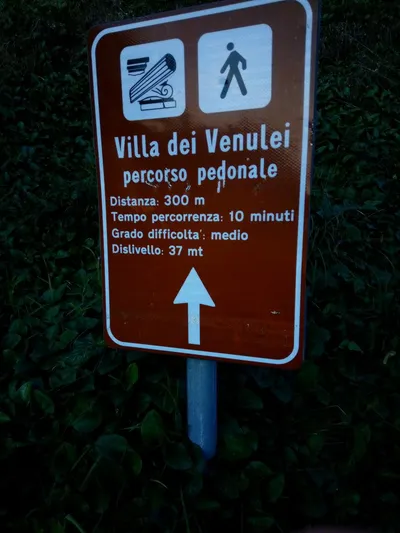 Villa dei Venulei
percorso pedonale
Distanza: 300 m
Tempo percorrenza: 10 minuti
Grado difficolta': medio
Dislivello: 37 mt